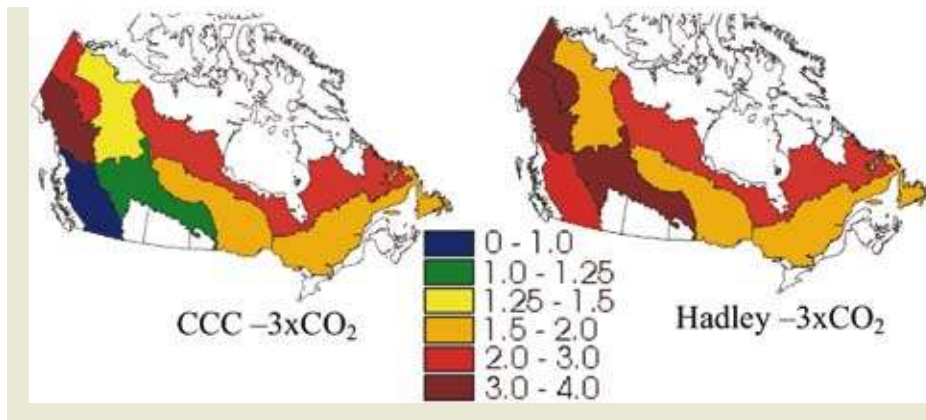 0 - 1.0
1.0 - 1.25
1.25 - 1.5
1.5 - 2.0
2.0 - 3.0
3.0 - 4.0
CCC –3xCO₂
Hadley –3xCO₂